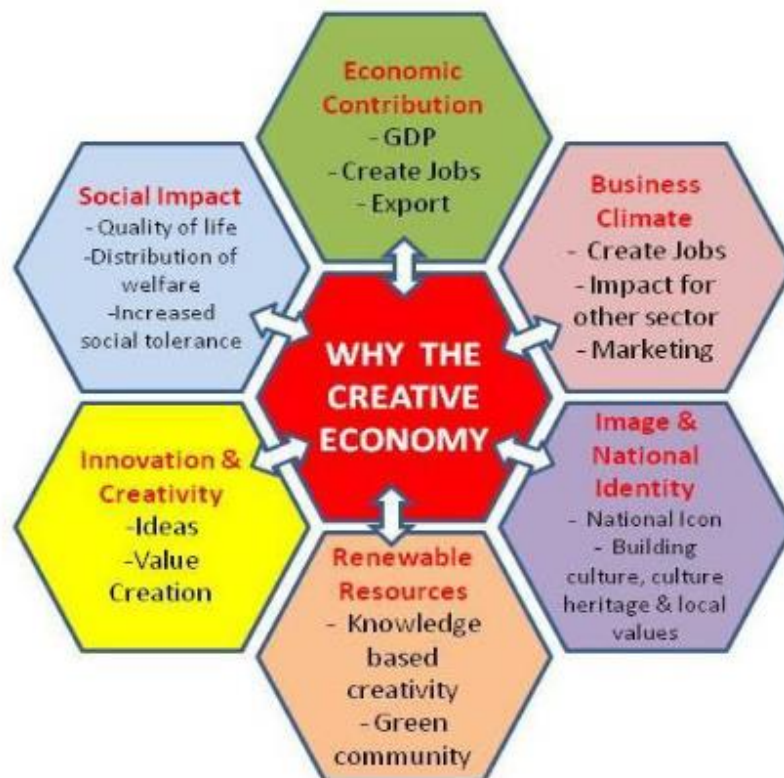 Economic
Contribution
- GDP
- Create Jobs
- Export
Business
Climate
- Create Jobs
- Impact for
other sector
- Marketing
Image &
National
Identity
- National Icon
- Building
culture, culture
heritage & local
values
Renewable
Resources
- Knowledge
based
creativity
- Green
community
Innovation &
Creativity
-Ideas
-Value
Creation
Social Impact
- Quality of life
-Distribution of
welfare
-Increased
social tolerance
WHY THE
CREATIVE
ECONOMY